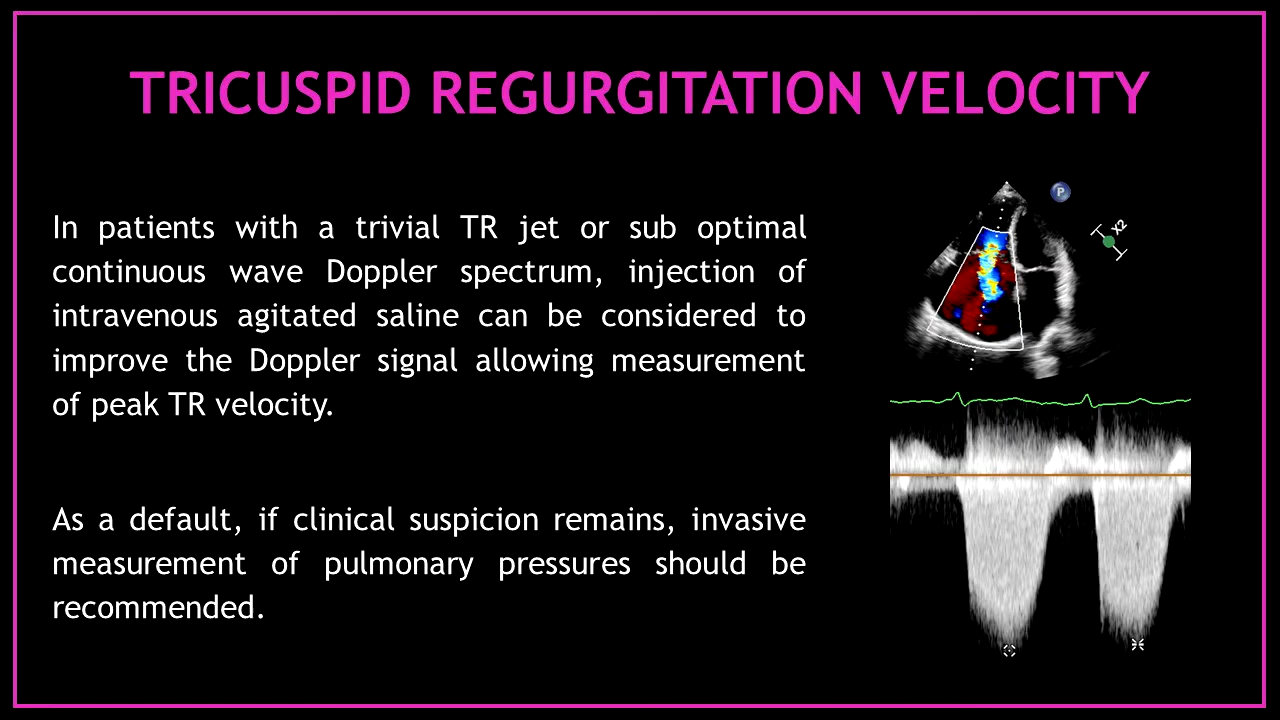 TRICUSPID REGURGITATION VELOCITY
In patients with a trivial TR jet or sub optimal
continuous wave Doppler spectrum, injection of
intravenous agitated saline can be considered to
improve the Doppler signal allowing measurement
of peak TR velocity.
As a default, if clinical suspicion remains, invasive
measurement of pulmonary pressures should be
recommended.
P
X2